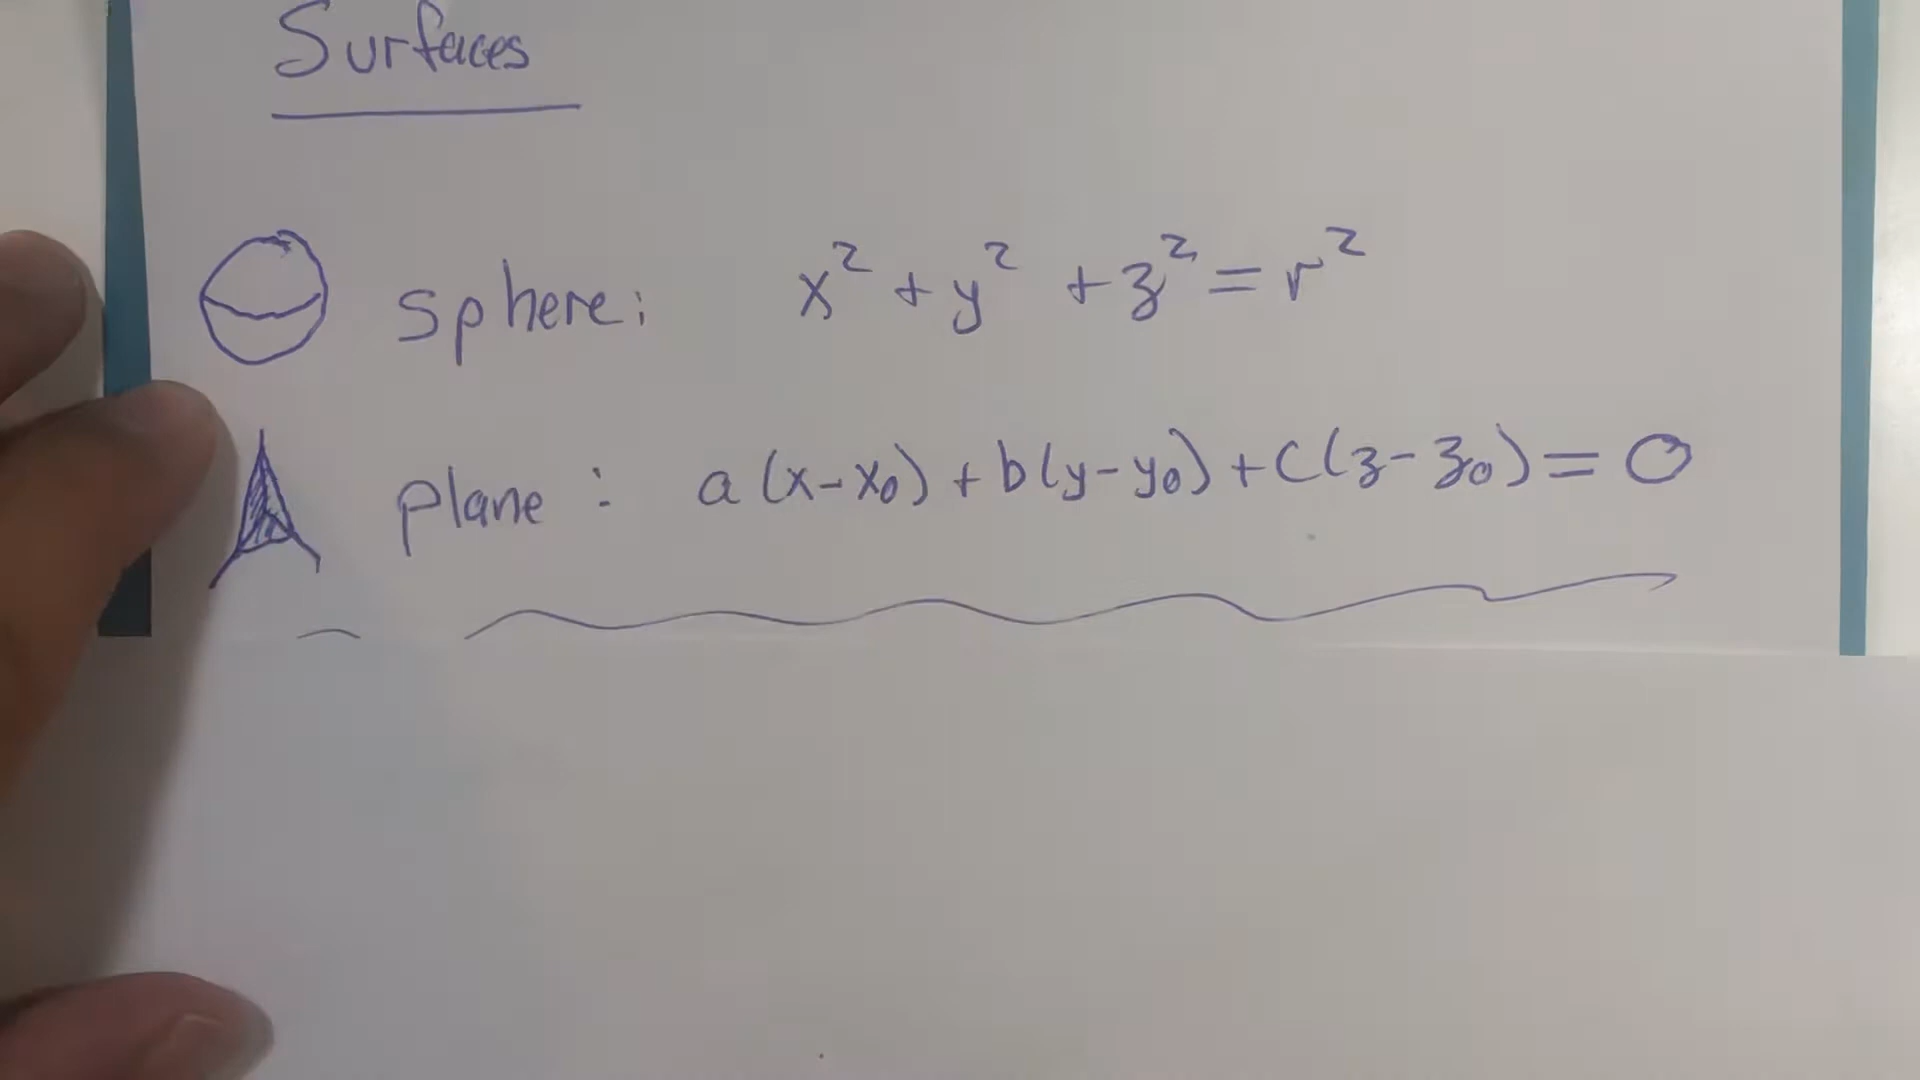 Surfaces
sphere: x² + y² + z² = r²
plane: a(x-x₀) + b(y-y₀) + c(z-z₀) = 0